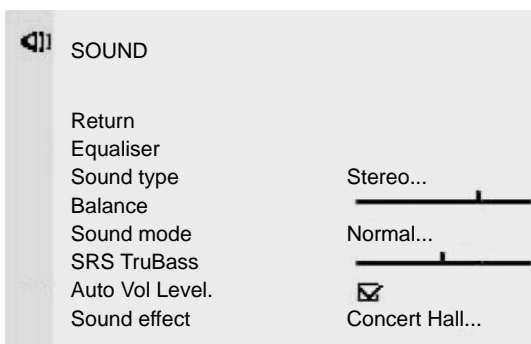 SOUND
Return
Equaliser
Sound type Stereo...
Balance
Sound mode Normal...
SRS TruBass
Auto Vol Level.
Sound effect Concert Hall...